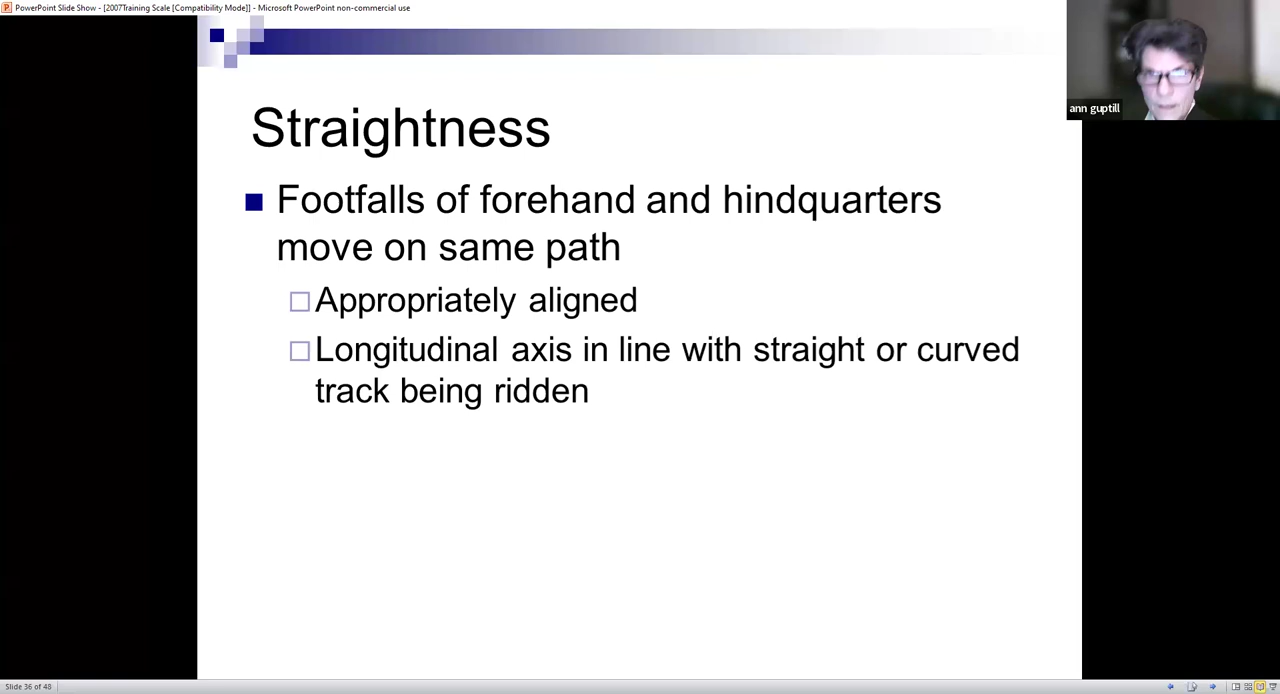 PowerPoint Slide Show - [2007Training Scale [Compatibility Mode]] - Microsoft PowerPoint non-commercial use
ann guptill
Straightness
Footfalls of forehand and hindquarters
move on same path
Appropriately aligned
Longitudinal axis in line with straight or curved
track being ridden
Slide 36 of 48